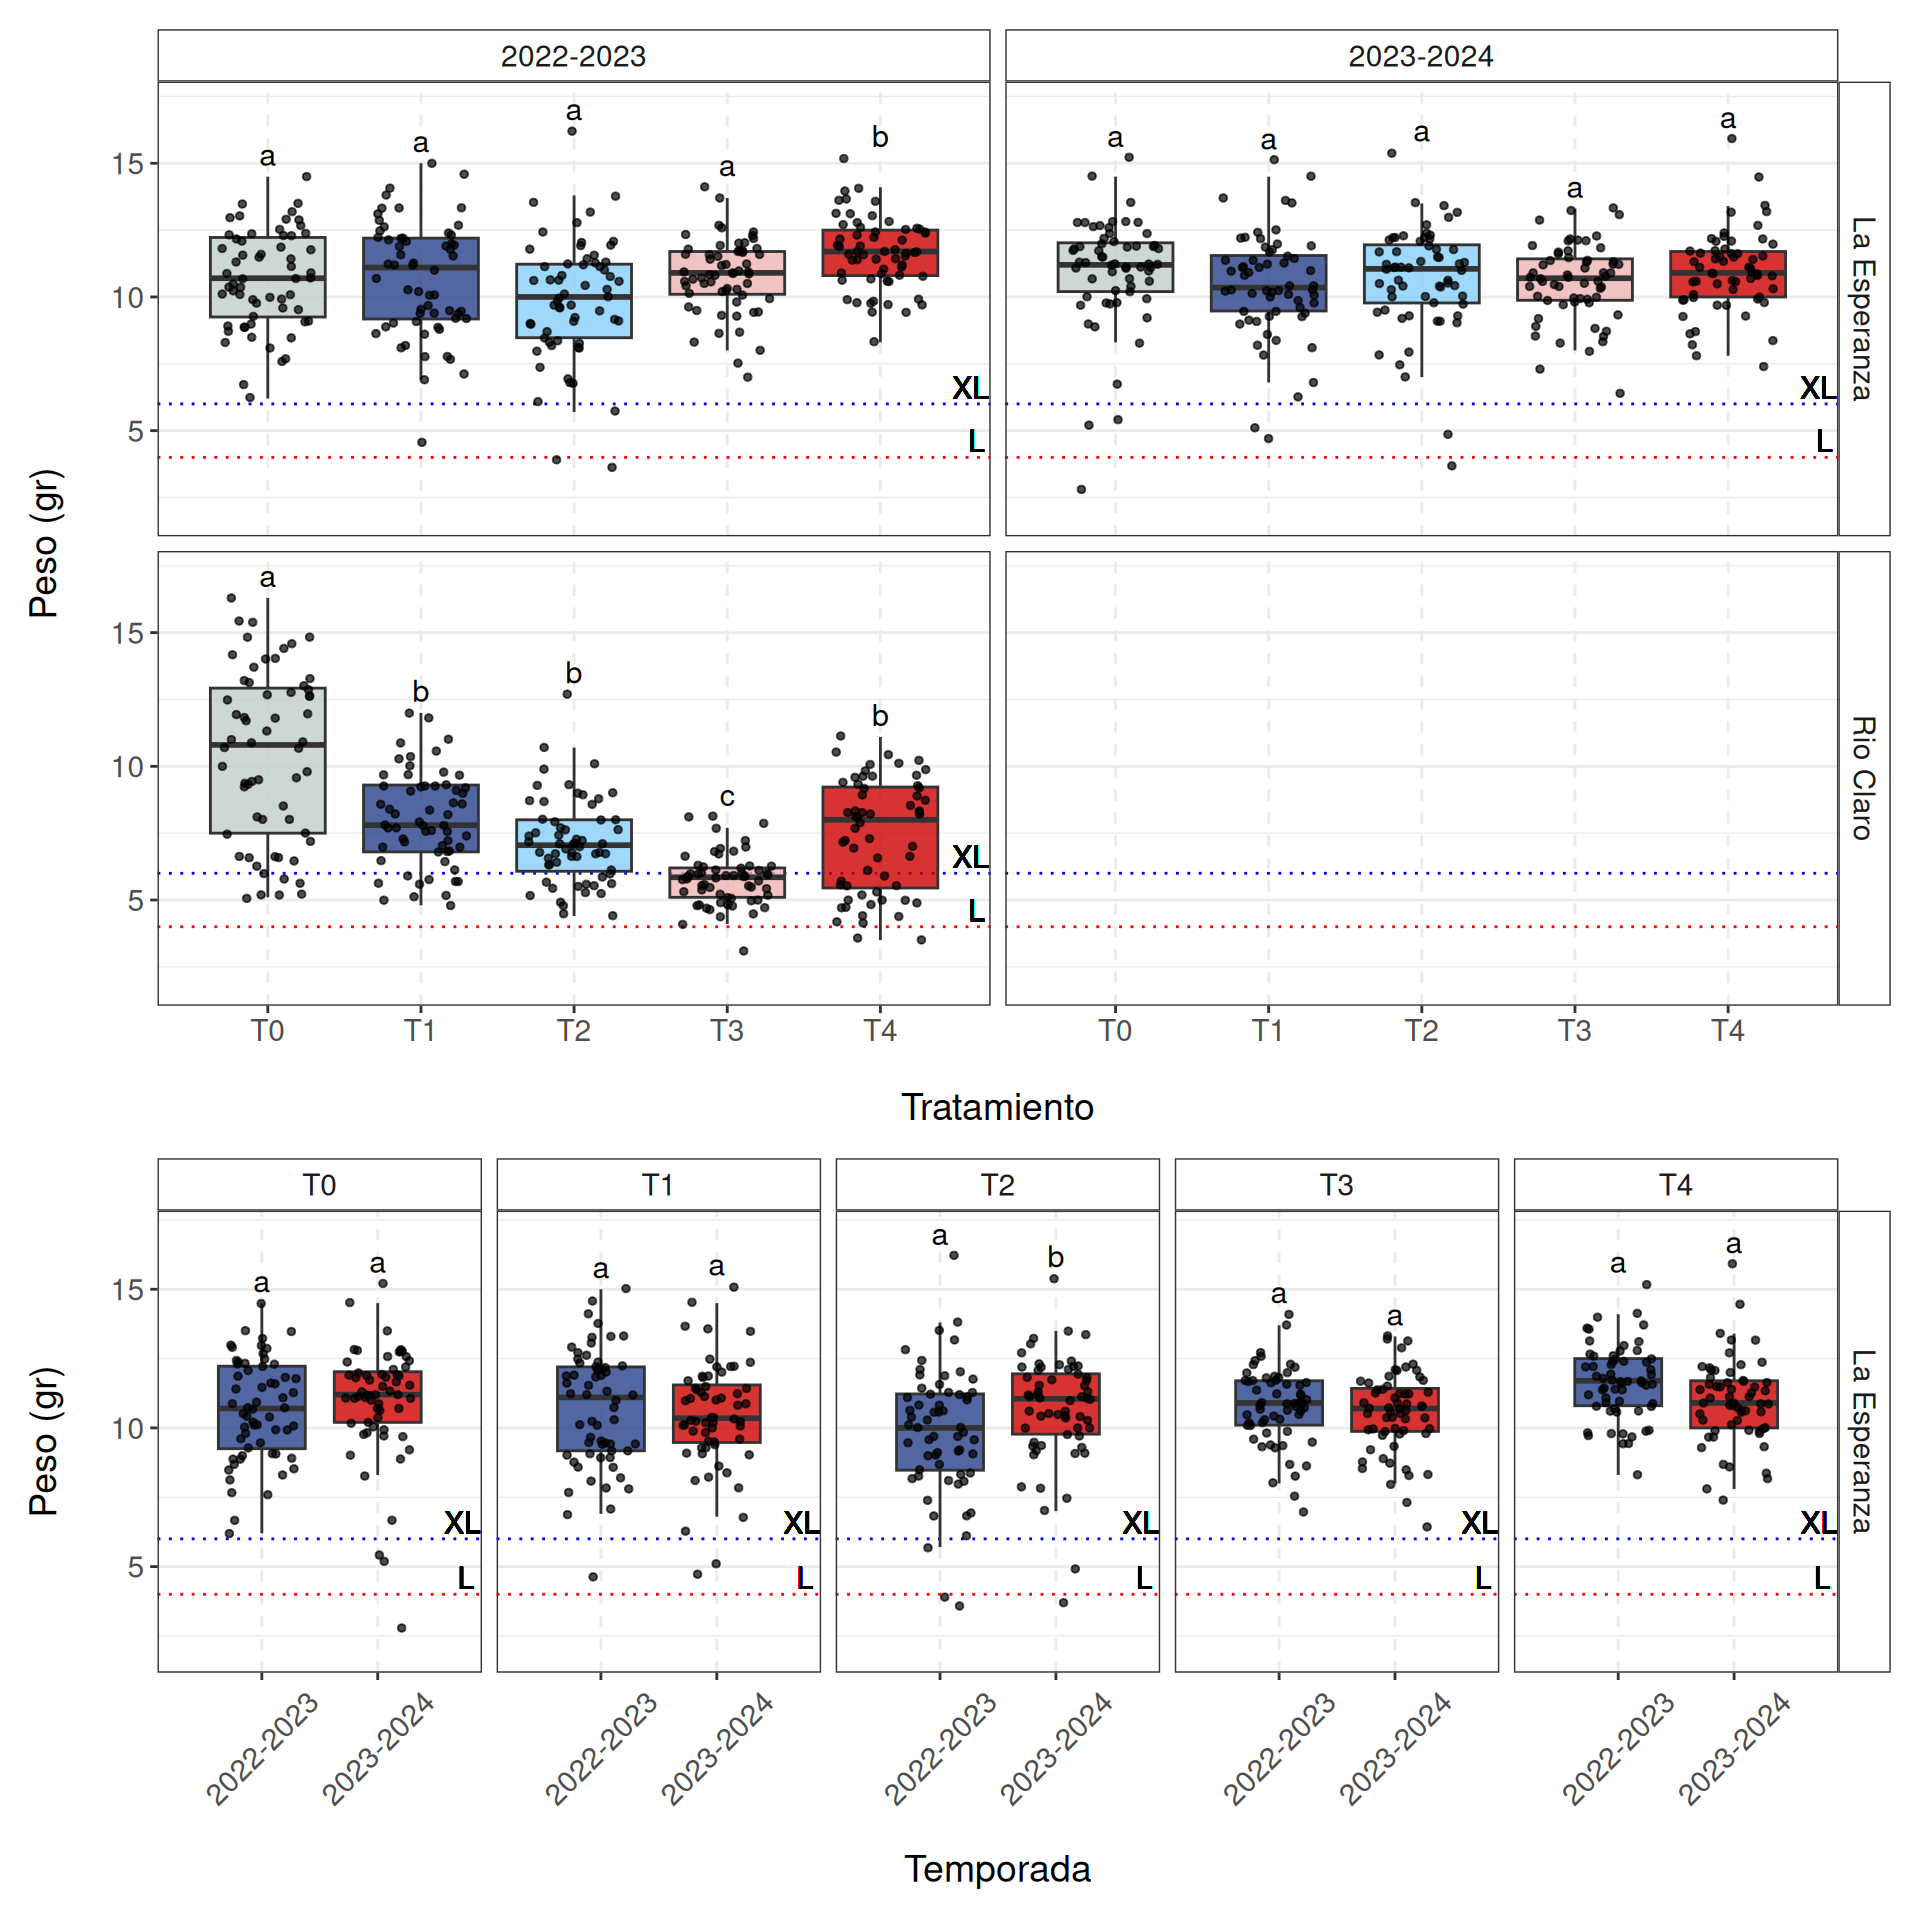 2022-2023 2023-2024
a a a a b a a a a a
15
10
5
XL XL
L L
La Esperanza
Peso (gr)
a b b c b
15
10
5
XL
L
Rio Claro
T0 T1 T2 T3 T4 T0 T1 T2 T3 T4
Tratamiento
T0 T1 T2 T3 T4
a a a a a b a a a a
15
10
5
XL XL XL XL XL
L L L L L
La Esperanza
Peso (gr)
2022-2023 2023-2024 2022-2023 2023-2024 2022-2023 2023-2024 2022-2023 2023-2024 2022-2023 2023-2024
Temporada